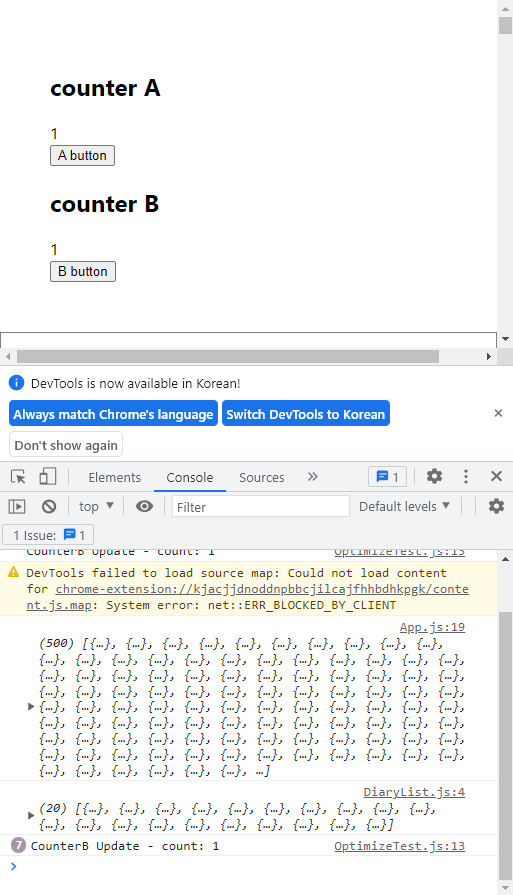 counter A
1
A button
counter B
1
B button
DevTools is now available in Korean!
Always match Chrome's language
Switch DevTools to Korean
Don't show again
Elements Console Sources 1
top Filter Default levels
1 Issue: 1
CounterB Update - count: 1 OptimizeTest.js:13
DevTools failed to load source map: Could not load content
for chrome-extension://kjacjjdnoddnpbbcjilcajfhhbdhkpgk/conte
nt.js.map: System error: net::ERR_BLOCKED_BY_CLIENT
App.js:19
(500) [{…}, {…}, {…}, {…}, {…}, {…}, {…}, {…}, {…}, {…},
{…}, {…}, {…}, {…}, {…}, {…}, {…}, {…}, {…}, {…}, {…}, {…},
{…}, {…}, {…}, {…}, {…}, {…}, {…}, {…}, {…}, {…}, {…}, {…},
{…}, {…}, {…}, {…}, {…}, {…}, {…}, {…}, {…}, {…}, {…}, {…},
{…}, {…}, {…}, {…}, {…}, {…}, {…}, {…}, {…}, {…}, {…}, {…},
{…}, {…}, {…}, {…}, {…}, {…}, {…}, {…}, {…}, {…}, {…}, {…},
{…}, {…}, {…}, {…}, {…}, {…}, {…}, {…}, {…}, {…}, {…}, {…},
{…}, {…}, {…}, {…}, {…}, {…}, {…}, {…}, {…}, {…}, {…}, {…},
{…}, {…}, {…}, {…}, {…}, {…}, …]
DiaryList.js:4
(20) [{…}, {…}, {…}, {…}, {…}, {…}, {…}, {…}, {…}, {…},
{…}, {…}, {…}, {…}, {…}, {…}, {…}, {…}, {…}, {…}]
7 CounterB Update - count: 1 OptimizeTest.js:13